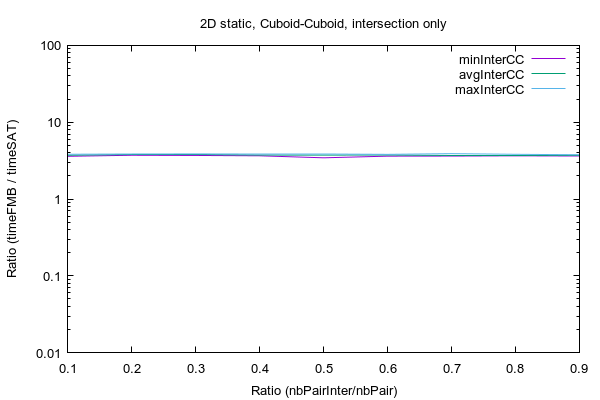 2D static, Cuboid-Cuboid, intersection only
100
10
1
0.1
0.01
Ratio (timeFMB / timeSAT)
minInterCC
avgInterCC
maxInterCC
0.1 0.2 0.3 0.4 0.5 0.6 0.7 0.8 0.9
Ratio (nbPairInter/nbPair)